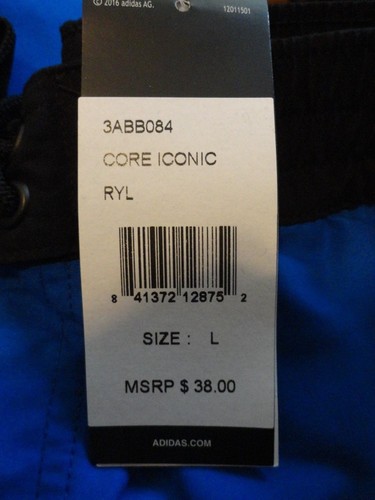 © 2016 adidas AG.
12011501
3ABB084
CORE ICONIC
RYL
8 41372 12875 2
SIZE : L
MSRP $ 38.00
ADIDAS.COM